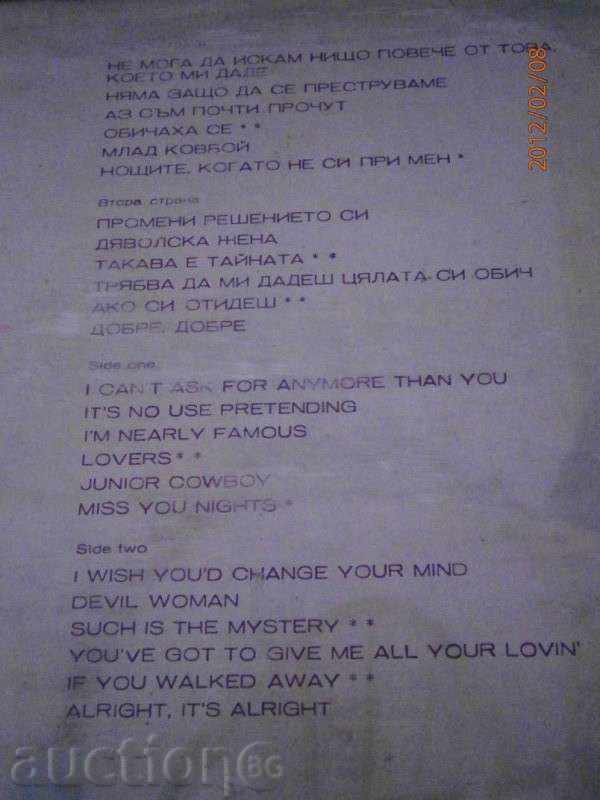 НЕ МОГА ДА ИСКАМ НИЩО ПОВЕЧЕ ОТ ТОВА,
КОЕТО МИ ДАДЕ
НЯМА ЗАЩО ДА СЕ ПРЕСТРУВАМЕ
АЗ СЪМ ПОЧТИ ПРОЧУТ
ОБИЧАХА СЕ * *
МЛАД КОВБОЙ
НОЩИТЕ, КОГАТО НЕ СИ ПРИ МЕН *
Втора страна
ПРОМЕНИ РЕШЕНИЕТО СИ
ДЯВОЛСКА ЖЕНА
ТАКАВА Е ТАЙНАТА * *
ТРЯБВА ДА МИ ДАДЕШ ЦЯЛАТА СИ ОБИЧ
АКО СИ ОТИДЕШ * *
ДОБРЕ, ДОБРЕ
Side one
I CAN'T ASK FOR ANYMORE THAN YOU
IT'S NO USE PRETENDING
I'M NEARLY FAMOUS
LOVERS * *
JUNIOR COWBOY
MISS YOU NIGHTS *
Side two
I WISH YOU'D CHANGE YOUR MIND
DEVIL WOMAN
SUCH IS THE MYSTERY * *
YOU'VE GOT TO GIVE ME ALL YOUR LOVIN'
IF YOU WALKED AWAY * *
ALRIGHT, IT'S ALRIGHT
2012/02/08
auction BG